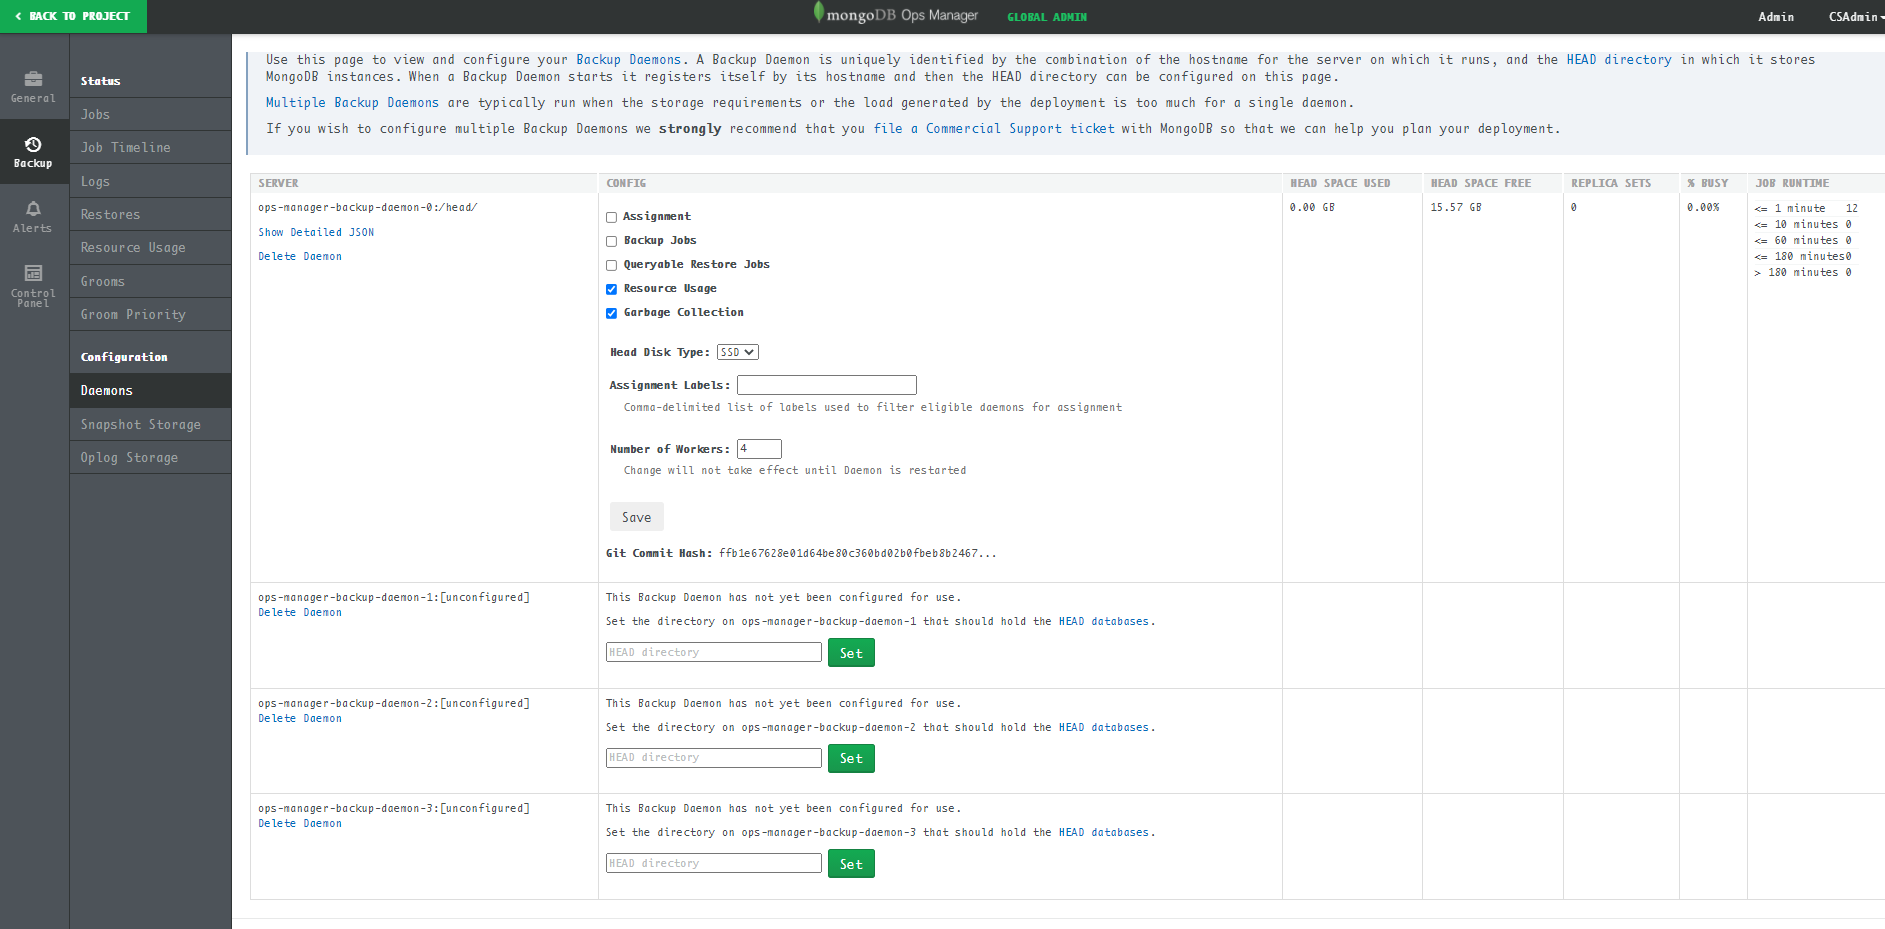 BACK TO PROJECT
mongoDB Ops Manager
GLOBAL ADMIN
Admin
CSAdmin
General
Backup
Alerts
Control
Panel
Status
Jobs
Job Timeline
Logs
Restores
Resource Usage
Grooms
Groom Priority
Configuration
Daemons
Snapshot Storage
Oplog Storage
Use this page to view and configure your Backup Daemons. A Backup Daemon is uniquely identified by the combination of the hostname for the server on which it runs, and the HEAD directory in which it stores
MongoDB instances. When a Backup Daemon starts it registers itself by its hostname and then the HEAD directory can be configured on this page.
Multiple Backup Daemons are typically run when the storage requirements or the load generated by the deployment is too much for a single daemon.
If you wish to configure multiple Backup Daemons we strongly recommend that you file a Commercial Support ticket with MongoDB so that we can help you plan your deployment.
SERVER CONFIG HEAD SPACE USED HEAD SPACE FREE REPLICA SETS % BUSY JOB RUNTIME
ops-manager-backup-daemon-0:/head/
Show Detailed JSON
Delete Daemon
Assignment
Backup Jobs
Queryable Restore Jobs
Resource Usage
Garbage Collection
Head Disk Type: SSD
Assignment Labels:
Comma-delimited list of labels used to filter eligible daemons for assignment
Number of Workers: 4
Change will not take effect until Daemon is restarted
Save
Git Commit Hash: ffb1e67628e01d64be80c360bd02b0fbeb8b2467...
0.00 GB
15.57 GB
0
0.00%
<= 1 minute 12
<= 10 minutes 0
<= 60 minutes 0
<= 180 minutes0
> 180 minutes 0
ops-manager-backup-daemon-1:[unconfigured]
Delete Daemon
This Backup Daemon has not yet been configured for use.
Set the directory on ops-manager-backup-daemon-1 that should hold the HEAD databases.
HEAD directory Set
ops-manager-backup-daemon-2:[unconfigured]
Delete Daemon
This Backup Daemon has not yet been configured for use.
Set the directory on ops-manager-backup-daemon-2 that should hold the HEAD databases.
HEAD directory Set
ops-manager-backup-daemon-3:[unconfigured]
Delete Daemon
This Backup Daemon has not yet been configured for use.
Set the directory on ops-manager-backup-daemon-3 that should hold the HEAD databases.
HEAD directory Set